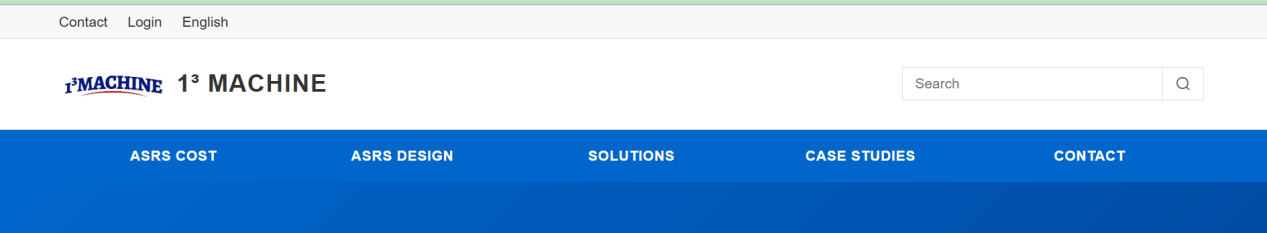 Contact Login English
1³MACHINE 1³ MACHINE Search
ASRS COST ASRS DESIGN SOLUTIONS CASE STUDIES CONTACT